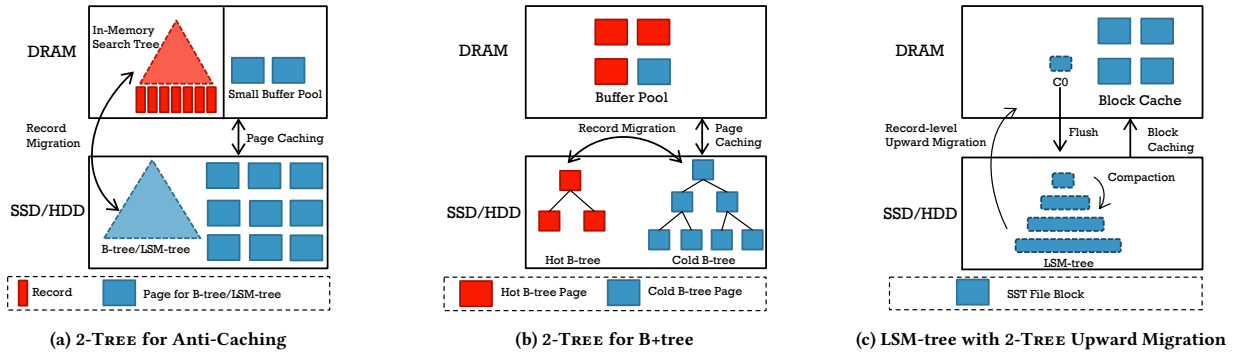 DRAM
In-Memory
Search Tree
Small Buffer Pool
Record
Migration
Page Caching
SSD/HDD
B-tree/LSM-tree
Record
Page for B-tree/LSM-tree
(a) 2-Tree for Anti-Caching
DRAM
Buffer Pool
Record Migration
Page
Caching
SSD/HDD
Hot B-tree
Cold B-tree
Hot B-tree Page
Cold B-tree Page
(b) 2-Tree for B+tree
DRAM
C0
Block Cache
Record-level
Upward Migration
Flush
Block
Caching
Compaction
SSD/HDD
LSM-tree
SST File Block
(c) LSM-tree with 2-Tree Upward Migration